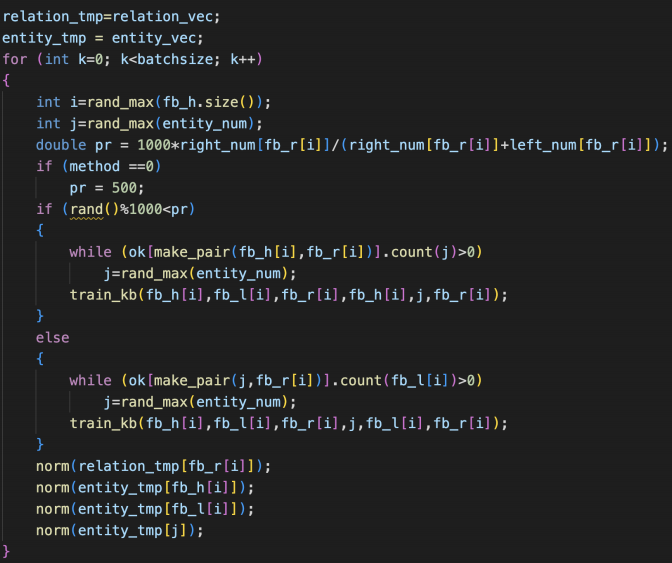 relation_tmp=relation_vec;
entity_tmp = entity_vec;
for (int k=0; k<batchsize; k++)
{
    int i=rand_max(fb_h.size());
    int j=rand_max(entity_num);
    double pr = 1000*right_num[fb_r[i]]/(right_num[fb_r[i]]+left_num[fb_r[i]]);
    if (method ==0)
        pr = 500;
    if (rand()%1000<pr)
    {
        while (ok[make_pair(fb_h[i],fb_r[i])].count(j)>0)
            j=rand_max(entity_num);
        train_kb(fb_h[i],fb_l[i],fb_r[i],fb_h[i],j,fb_r[i]);
    }
    else
    {
        while (ok[make_pair(j,fb_r[i])].count(fb_l[i])>0)
            j=rand_max(entity_num);
        train_kb(fb_h[i],fb_l[i],fb_r[i],j,fb_l[i],fb_r[i]);
    }
    norm(relation_tmp[fb_r[i]]);
    norm(entity_tmp[fb_h[i]]);
    norm(entity_tmp[fb_l[i]]);
    norm(entity_tmp[j]);
}